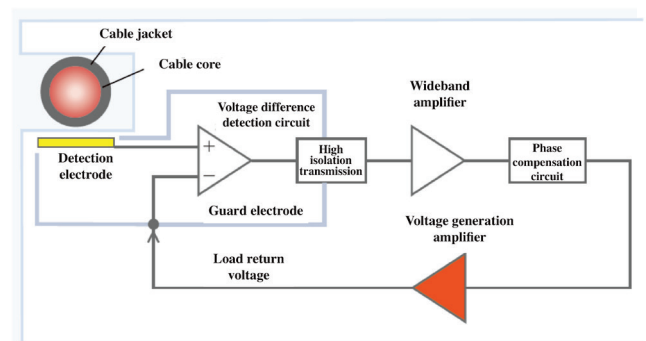 Cable jacket
Cable core
Wideband
amplifier
Voltage difference
detection circuit
+
−
Detection
electrode
High
isolation
transmission
Phase
compensation
circuit
Guard electrode
Voltage generation
amplifier
Load return
voltage